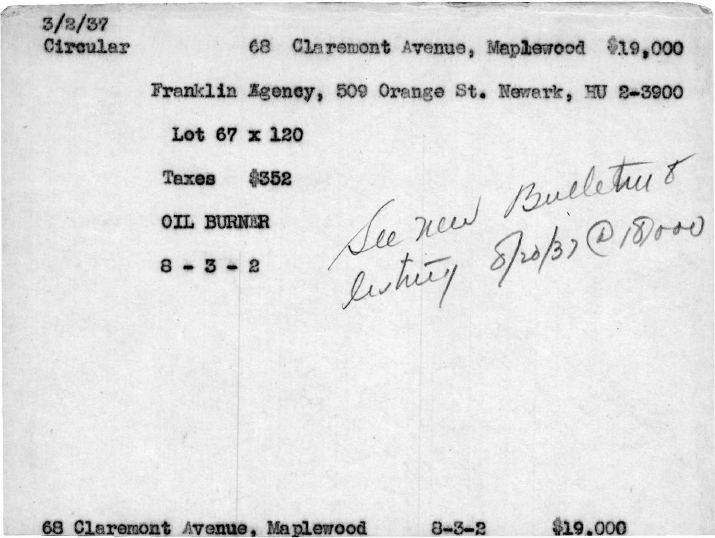 3/2/37
Circular 68 Claremont Avenue, Maplewood $19,000
Franklin Agency, 509 Orange St. Newark, HU 2-3900
Lot 67 x 120
Taxes $352
OIL BURNER
8 - 3 - 2
See new Bulletin &
listing 8/20/37 @ 18,000
68 Claremont Avenue, Maplewood 8-3-2 $19,000